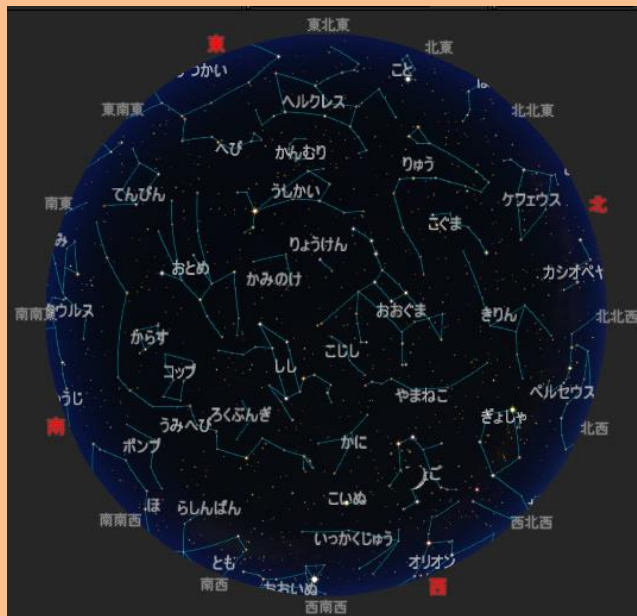 東北東
東
北東
つかい
こと
は
ヘルクレス
東南東
北北東
へび
かんむり
りゅう
てんびん
うしかい
ケフェウス
南東
北
こぐま
み
りょうけん
おとめ
かみのけ
カシオペヤ
おおぐま
南南東
ウルス
きりん
北北西
からす
こじし
しし
コップ
やまねこ
ペルセウス
うじ
ろくぶんぎ
ぎょしゃ
南
うみへび
北西
ポンプ
かに
ご
ほ
こいぬ
らしんばん
南南西
西北西
いっかくじゅう
とも
オリオン
南西
おおいぬ
西
西南西